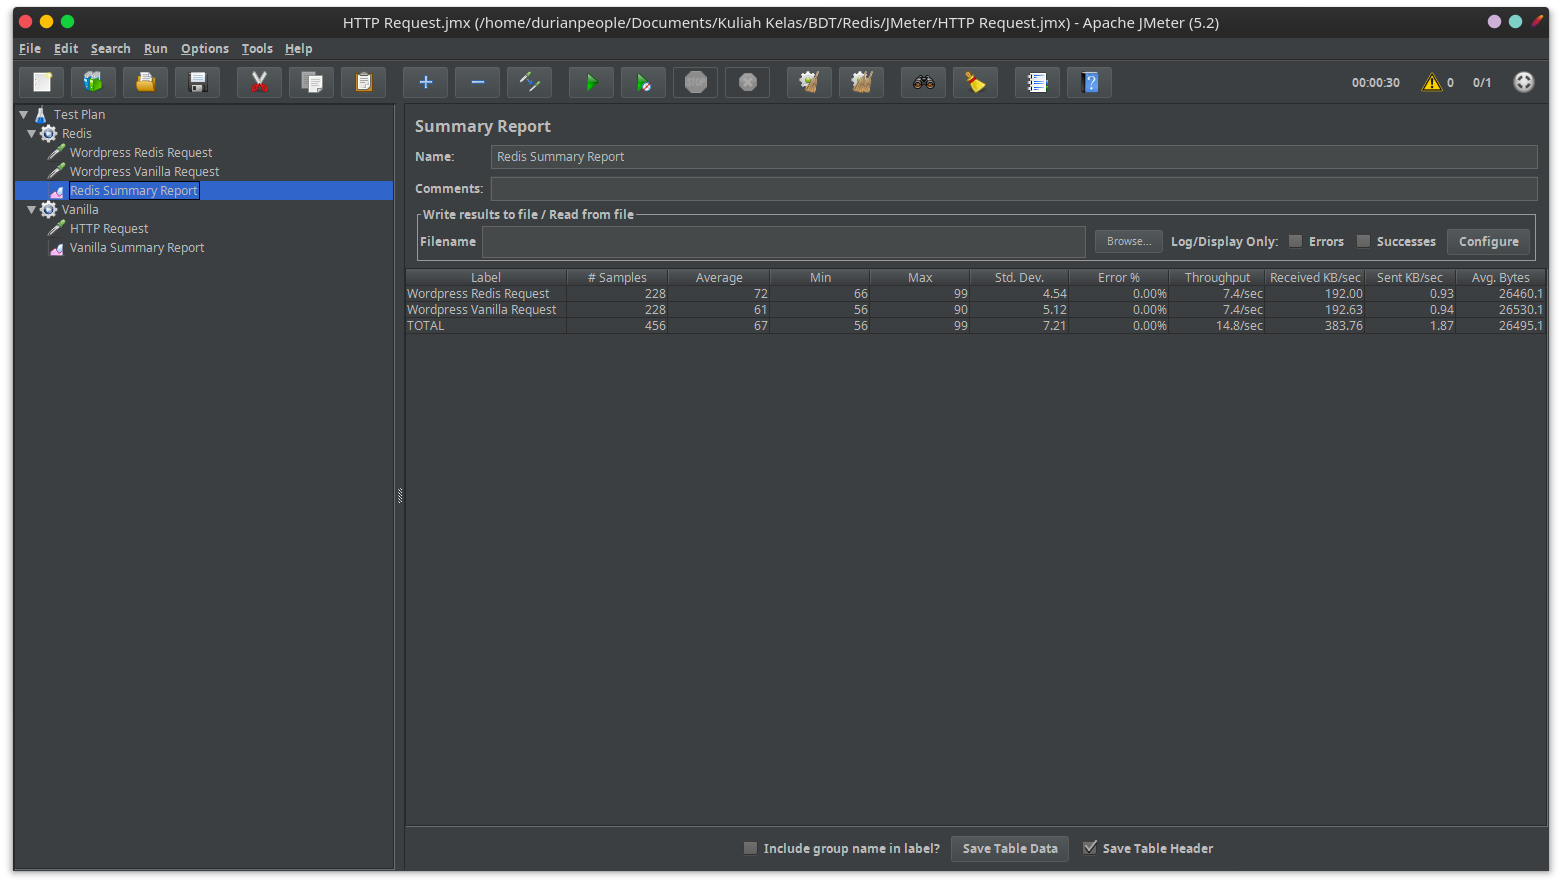 HTTP Request.jmx (/home/durianpeople/Documents/Kuliah Kelas/BDT/Redis/JMeter/HTTP Request.jmx) - Apache JMeter (5.2)
File Edit Search Run Options Tools Help
STOP 00:00:30 0 0/1
Test Plan
Redis
Wordpress Redis Request
Wordpress Vanilla Request
Redis Summary Report
Vanilla
HTTP Request
Vanilla Summary Report
Summary Report
Name: Redis Summary Report
Comments:
Write results to file / Read from file
Filename Browse... Log/Display Only: Errors Successes Configure
Label # Samples Average Min Max Std. Dev. Error % Throughput Received KB/sec Sent KB/sec Avg. Bytes
Wordpress Redis Request 228 72 66 99 4.54 0.00% 7.4/sec 192.00 0.93 26460.1
Wordpress Vanilla Request 228 61 56 90 5.12 0.00% 7.4/sec 192.63 0.94 26530.1
TOTAL 456 67 56 99 7.21 0.00% 14.8/sec 383.76 1.87 26495.1
Include group name in label? Save Table Data Save Table Header